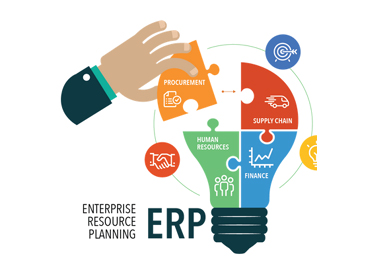 PROCUREMENT
SUPPLY CHAIN
HUMAN
RESOURCES
FINANCE
ENTERPRISE
RESOURCE
PLANNING
ERP